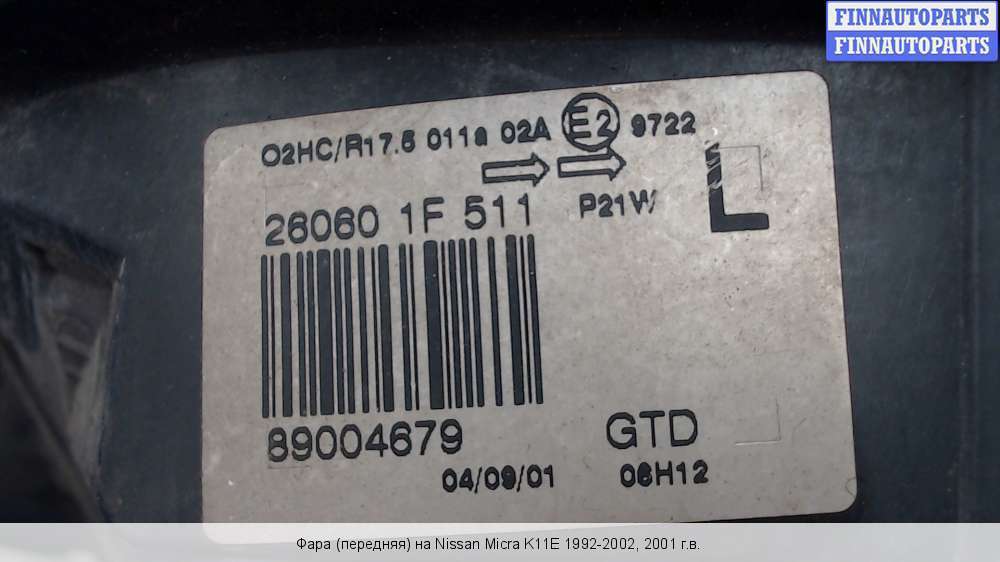 FINNAUTOPARTS
FINNAUTOPARTS
02HC/R17.5 011a 02A E2 9722
26060 1F 511 P21W L
89004679 GTD
04/09/01 06H12
Фара (передняя) на Nissan Micra K11E 1992-2002, 2001 г.в.